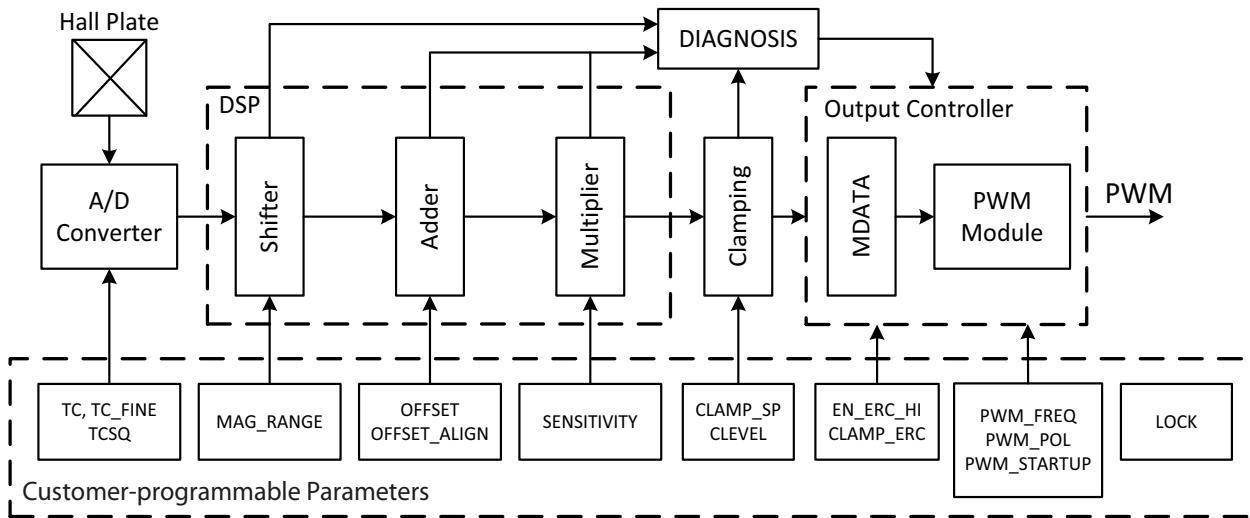 Hall Plate
DIAGNOSIS
DSP
Output Controller
A/D
Converter
Shifter
Adder
Multiplier
Clamping
MDATA
PWM
Module
PWM
TC, TC_FINE
TCSQ
MAG_RANGE
OFFSET
OFFSET_ALIGN
SENSITIVITY
CLAMP_SP
CLEVEL
EN_ERC_HI
CLAMP_ERC
PWM_FREQ
PWM_POL
PWM_STARTUP
LOCK
Customer-programmable Parameters